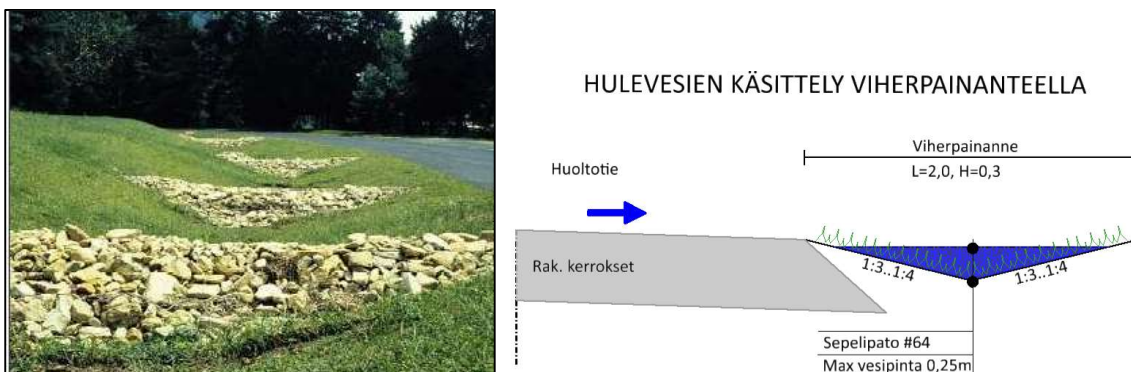 HULEVESIEN KÄSITTELY VIHERPAINANTEELLA
Viherpainanne
L=2,0, H=0,3
Huoltotie
Rak. kerrokset
1:3..1:4
1:3..1:4
Sepelipato #64
Max vesipinta 0,25m